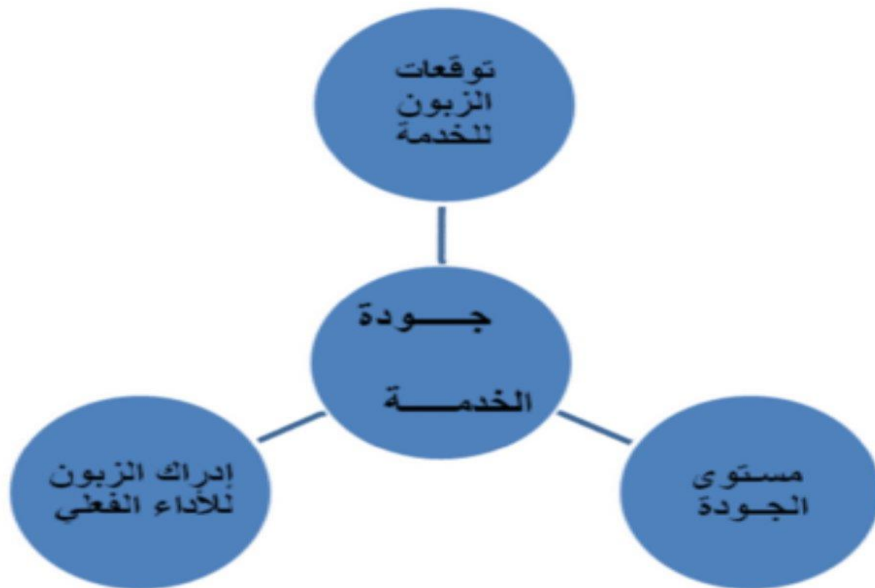 توقعات
الزبون
للخدمة
جـــــودة
الخدمـــــة
مستوى
الجـودة
إدراك الزبون
للأداء الفعلي